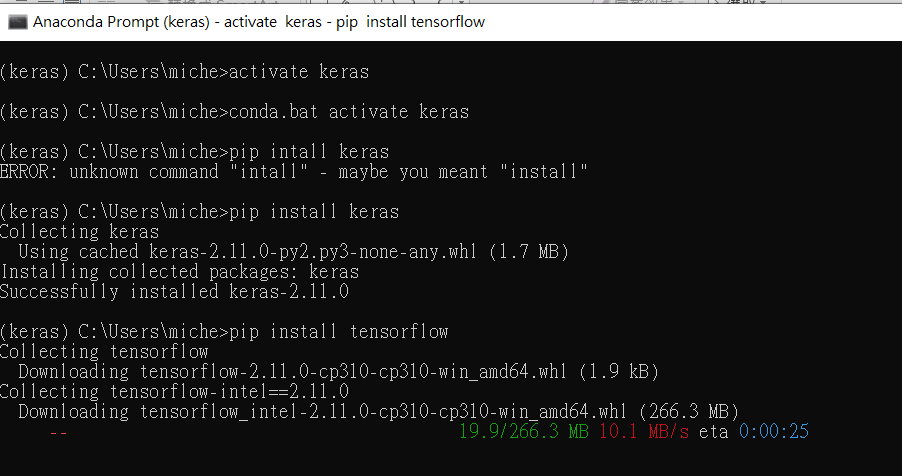 Anaconda Prompt (keras) - activate keras - pip install tensorflow
(keras) C:\Users\miche>activate keras
(keras) C:\Users\miche>conda.bat activate keras
(keras) C:\Users\miche>pip intall keras
ERROR: unknown command "intall" - maybe you meant "install"
(keras) C:\Users\miche>pip install keras
Collecting keras
Using cached keras-2.11.0-py2.py3-none-any.whl (1.7 MB)
Installing collected packages: keras
Successfully installed keras-2.11.0
(keras) C:\Users\miche>pip install tensorflow
Collecting tensorflow
Downloading tensorflow-2.11.0-cp310-cp310-win_amd64.whl (1.9 kB)
Collecting tensorflow-intel==2.11.0
Downloading tensorflow_intel-2.11.0-cp310-cp310-win_amd64.whl (266.3 MB)
-- 19.9/266.3 MB 10.1 MB/s eta 0:00:25